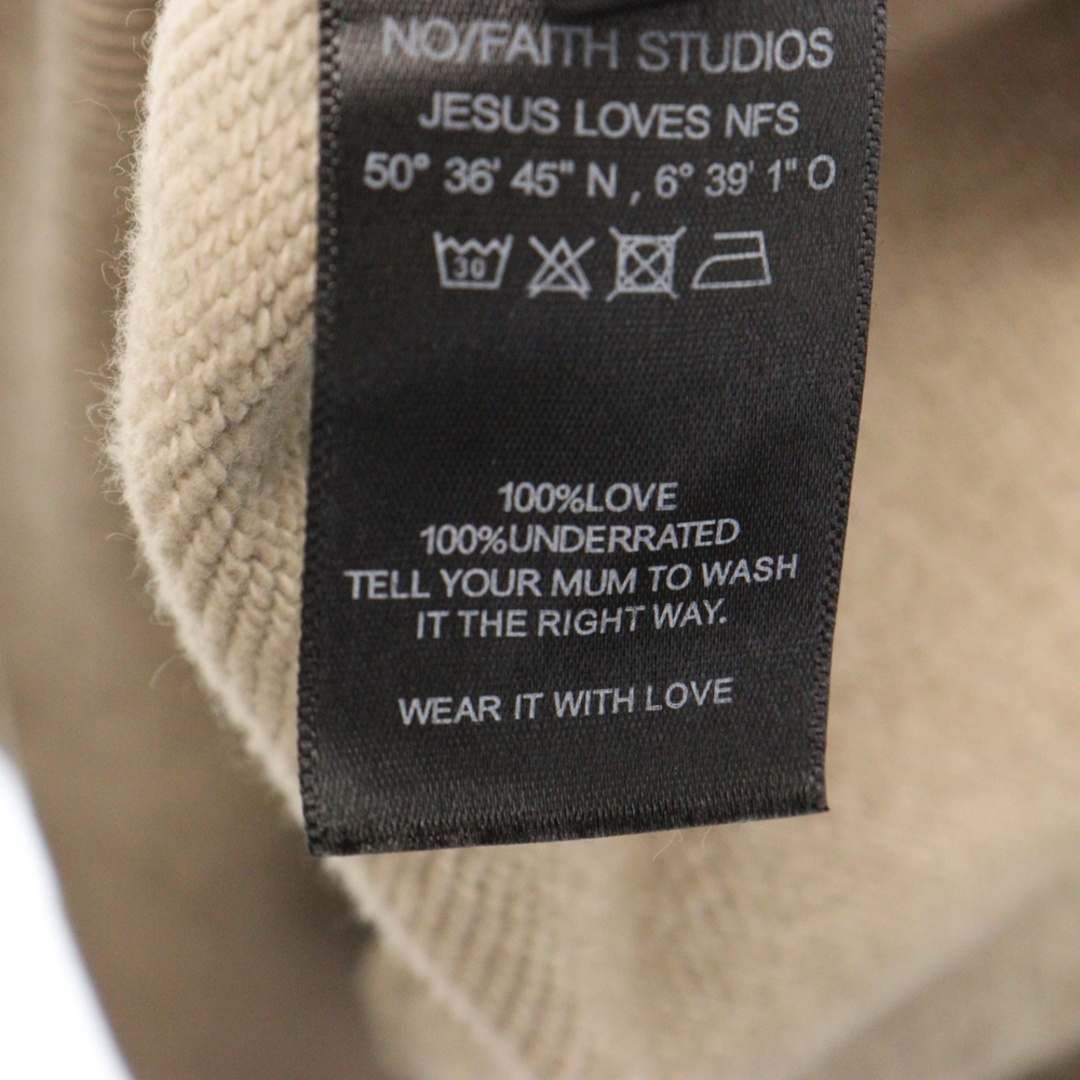 NO/FAITH STUDIOS
JESUS LOVES NFS
50° 36' 45" N , 6° 39' 1" O
30
100%LOVE
100%UNDERRATED
TELL YOUR MUM TO WASH
IT THE RIGHT WAY.
WEAR IT WITH LOVE